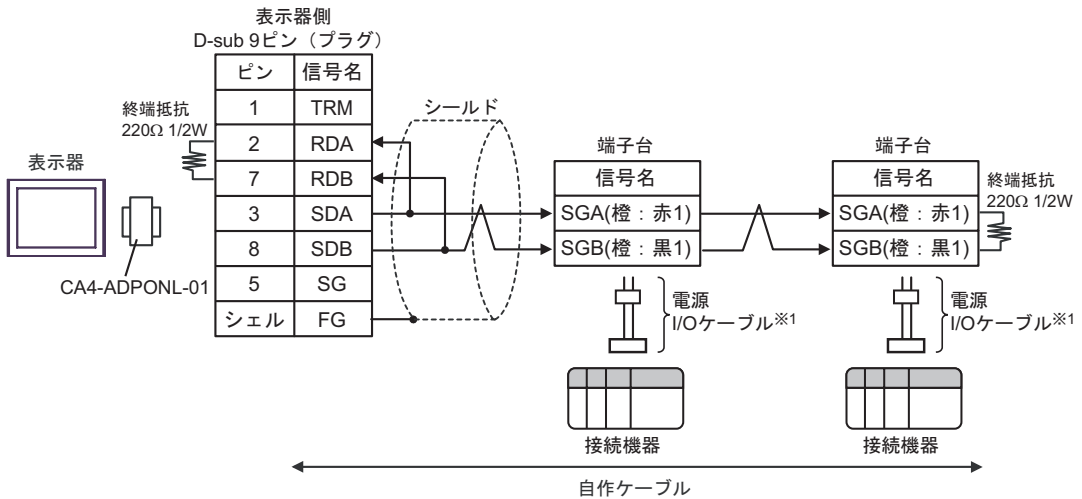 表示器側
D-sub 9ピン（プラグ）
ピン 信号名
1 TRM
2 RDA
7 RDB
3 SDA
8 SDB
5 SG
シェル FG
終端抵抗
220Ω 1/2W
表示器
CA4-ADPONL-01
シールド
端子台
信号名
SGA(橙：赤1)
SGB(橙：黒1)
電源
I/Oケーブル※1
接続機器
端子台
信号名
SGA(橙：赤1)
SGB(橙：黒1)
終端抵抗
220Ω 1/2W
電源
I/Oケーブル※1
接続機器
自作ケーブル